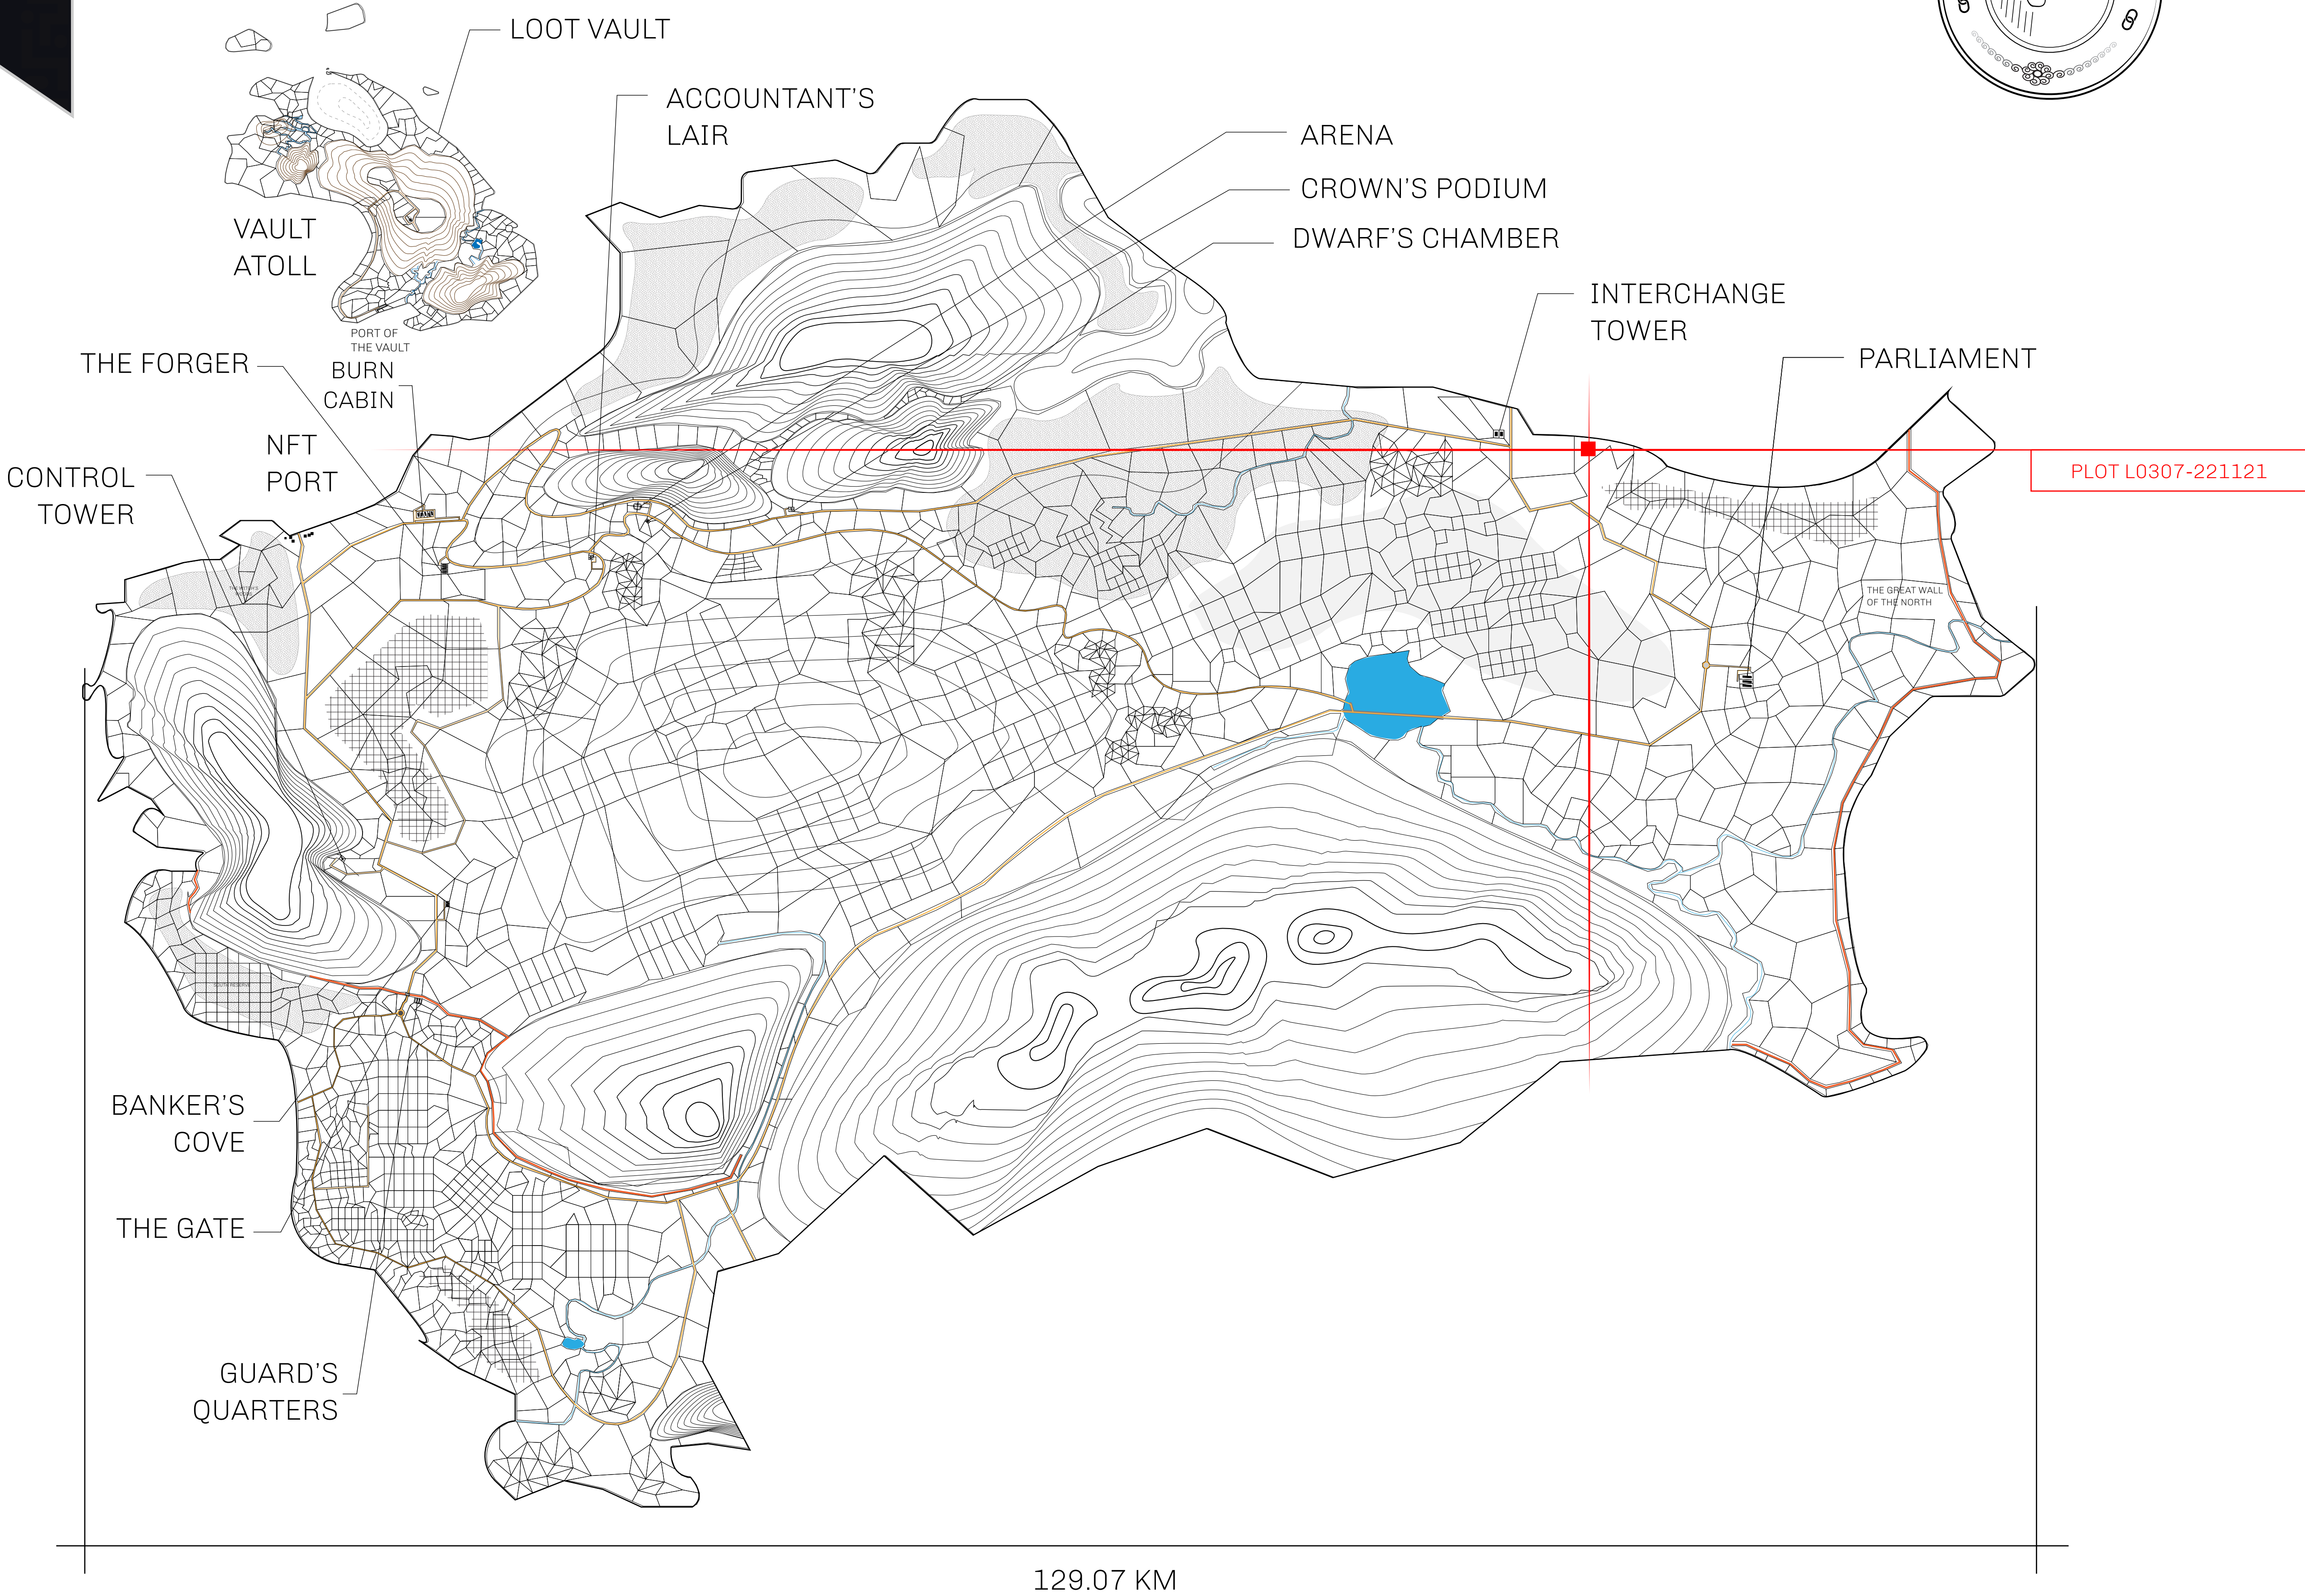 LOOT VAULT
ACCOUNTANT'S
LAIR
ARENA
CROWN'S PODIUM
DWARF'S CHAMBER
VAULT
ATOLL
INTERCHANGE
TOWER
PORT OF
THE VAULT
PARLIAMENT
THE FORGER
BURN
CABIN
NFT
PORT
CONTROL
TOWER
PLOT L0307-221121
THE GREAT WALL
OF THE NORTH
SOUTH RESERVE
BANKER'S
COVE
THE GATE
GUARD'S
QUARTERS
129.07 KM